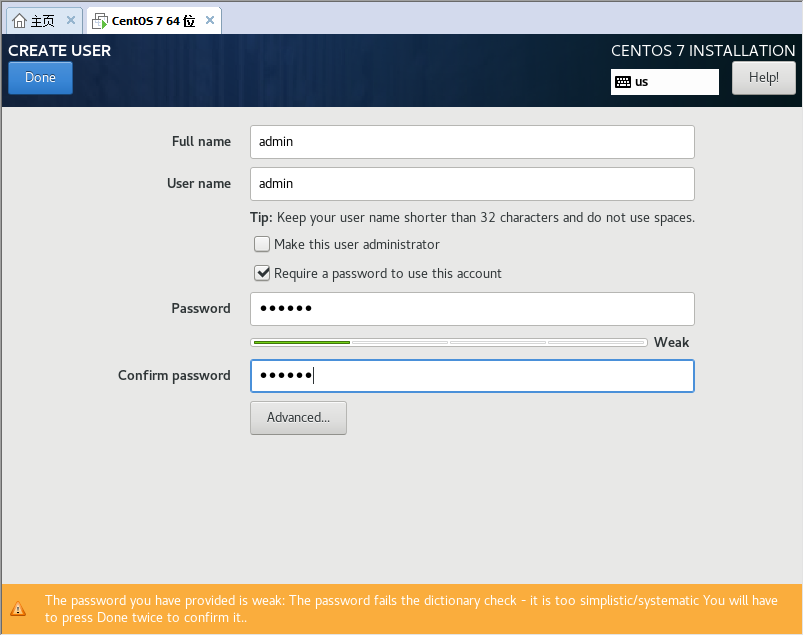 主页
CentOS 7 64 位
CREATE USER
CENTOS 7 INSTALLATION
Done
us
Help!
Full name
admin
User name
admin
Tip: Keep your user name shorter than 32 characters and do not use spaces.
Make this user administrator
Require a password to use this account
Password
●●●●●●
Weak
Confirm password
●●●●●●
Advanced...
The password you have provided is weak: The password fails the dictionary check - it is too simplistic/systematic You will have
to press Done twice to confirm it..